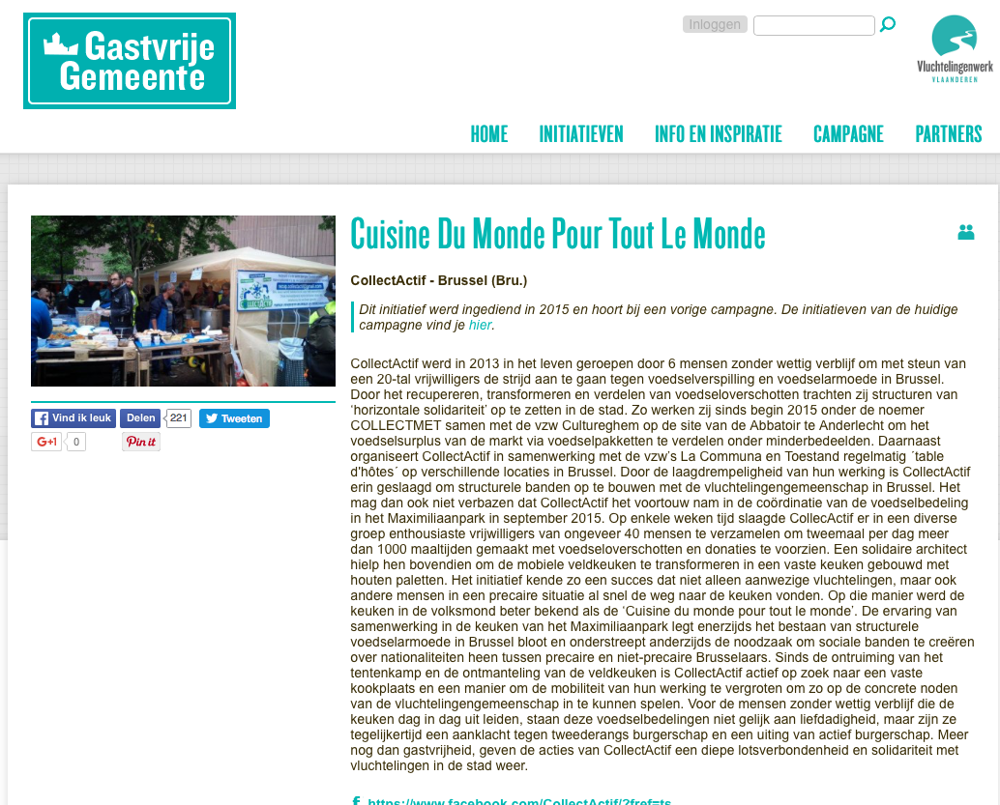 Gastvrije
Gemeente
Inloggen
Vluchtelingenwerk
VLAANDEREN
HOME INITIATIEVEN INFO EN INSPIRATIE CAMPAGNE PARTNERS
Cuisine Du Monde Pour Tout Le Monde
CollectActif - Brussel (Bru.)
Dit initiatief werd ingediend in 2015 en hoort bij een vorige campagne. De initiatieven van de huidige
campagne vind je hier.
CollectActif werd in 2013 in het leven geroepen door 6 mensen zonder wettig verblijf om met steun van
een 20-tal vrijwilligers de strijd aan te gaan tegen voedselverspilling en voedselarmoede in Brussel.
Door het recupereren, transformeren en verdelen van voedseloverschotten trachten zij structuren van
‘horizontale solidariteit’ op te zetten in de stad. Zo werken zij sinds begin 2015 onder de noemer
COLLECTMET samen met de vzw Cultureghem op de site van de Abbatoir te Anderlecht om het
voedselsurplus van de markt via voedselpakketten te verdelen onder minderbedeelden. Daarnaast
organiseert CollectActif in samenwerking met de vzw’s La Communa en Toestand regelmatig ´table
d'hôtes´ op verschillende locaties in Brussel. Door de laagdrempeligheid van hun werking is CollectActif
erin geslaagd om structurele banden op te bouwen met de vluchtelingengemeenschap in Brussel. Het
mag dan ook niet verbazen dat CollectActif het voortouw nam in de coördinatie van de voedselbedeling
in het Maximiliaanpark in september 2015. Op enkele weken tijd slaagde CollecActif er in een diverse
groep enthousiaste vrijwilligers van ongeveer 40 mensen te verzamelen om tweemaal per dag meer
dan 1000 maaltijden gemaakt met voedseloverschotten en donaties te voorzien. Een solidaire architect
hielp hen bovendien om de mobiele veldkeuken te transformeren in een vaste keuken gebouwd met
houten paletten. Het initiatief kende zo een succes dat niet alleen aanwezige vluchtelingen, maar ook
andere mensen in een precaire situatie al snel de weg naar de keuken vonden. Op die manier werd de
keuken in de volksmond beter bekend als de ‘Cuisine du monde pour tout le monde’. De ervaring van
samenwerking in de keuken van het Maximiliaanpark legt enerzijds het bestaan van structurele
voedselarmoede in Brussel bloot en onderstreept anderzijds de noodzaak om sociale banden te creëren
over nationaliteiten heen tussen precaire en niet-precaire Brusselaars. Sinds de ontruiming van het
tentenkamp en de ontmanteling van de veldkeuken is CollectActif actief op zoek naar een vaste
kookplaats en een manier om de mobiliteit van hun werking te vergroten om zo op de concrete noden
van de vluchtelingengemeenschap in te kunnen spelen. Voor de mensen zonder wettig verblijf die de
keuken dag in dag uit leiden, staan deze voedselbedelingen niet gelijk aan liefdadigheid, maar zijn ze
tegelijkertijd een aanklacht tegen tweederangs burgerschap en een uiting van actief burgerschap. Meer
nog dan gastvrijheid, geven de acties van CollectActif een diepe lotsverbondenheid en solidariteit met
vluchtelingen in de stad weer.
https://www.facebook.com/CollectActif/?fref=ts
Vind ik leuk Delen 221 Tweeten
G+1 0 Pin it